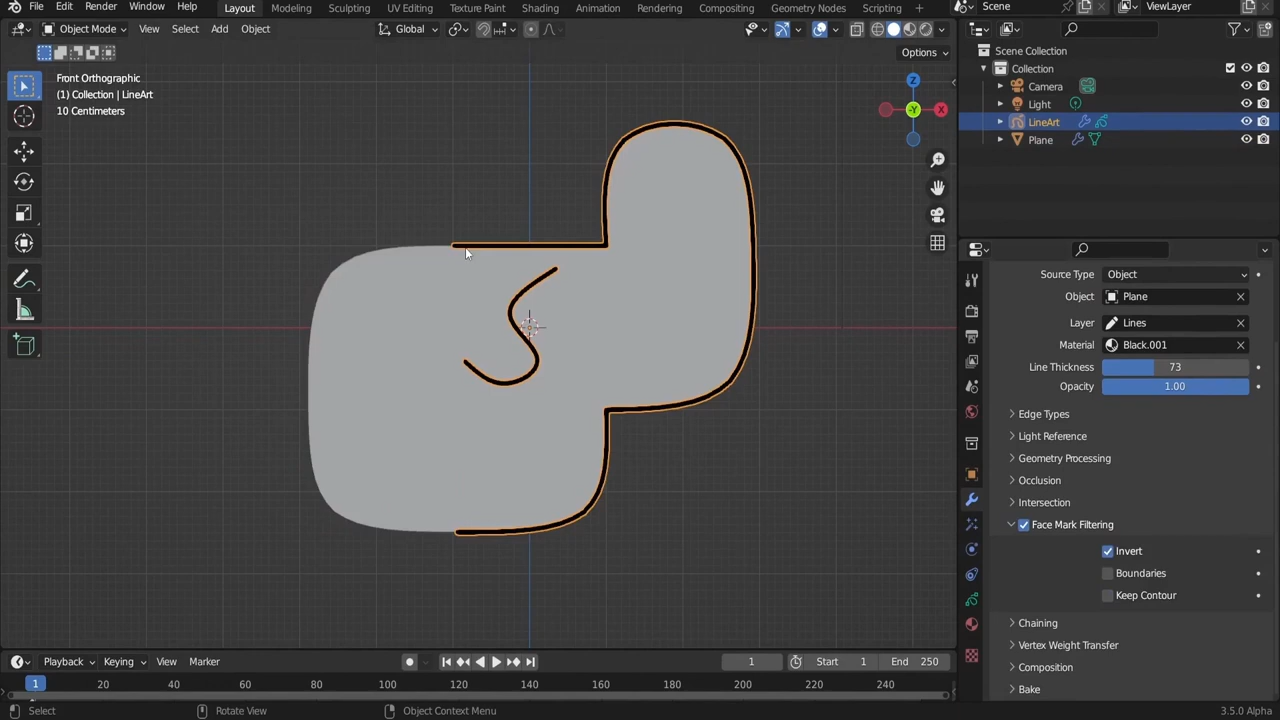 File Edit Render Window Help Layout Modeling Sculpting UV Editing Texture Paint Shading Animation Rendering Compositing Geometry Nodes Scripting Scene ViewLayer
Object Mode View Select Add Object Global
Options
Front Orthographic
(1) Collection | LineArt
10 Centimeters
Z
X
-Y
Scene Collection
Collection
Camera
Light
LineArt
Plane
Source Type Object
Object Plane
Layer Lines
Material Black.001
Line Thickness 73
Opacity 1.00
Edge Types
Light Reference
Geometry Processing
Occlusion
Intersection
Face Mark Filtering
Invert
Boundaries
Keep Contour
Chaining
Vertex Weight Transfer
Composition
Bake
Playback Keying View Marker 1 Start 1 End 250
1 20 40 60 80 100 120 140 160 180 200 220 240
Select Rotate View Object Context Menu 3.5.0 Alpha